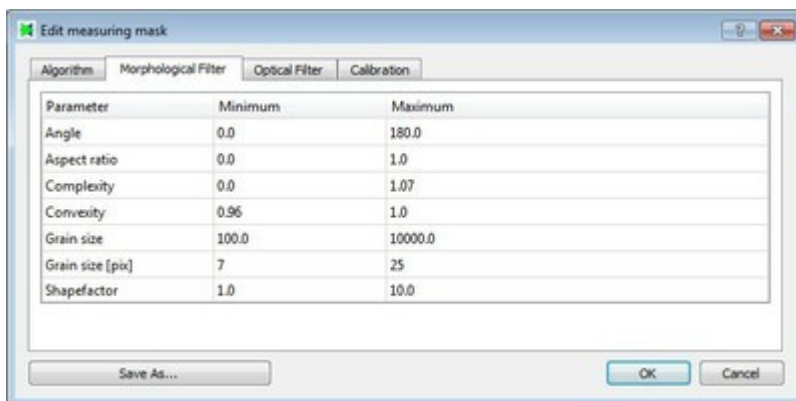 Edit measuring mask
Algorithm Morphological Filter Optical Filter Calibration
Parameter Minimum Maximum
Angle 0.0 180.0
Aspect ratio 0.0 1.0
Complexity 0.0 1.07
Convexity 0.96 1.0
Grain size 100.0 10000.0
Grain size [pix] 7 25
Shapefactor 1.0 10.0
Save As... OK Cancel